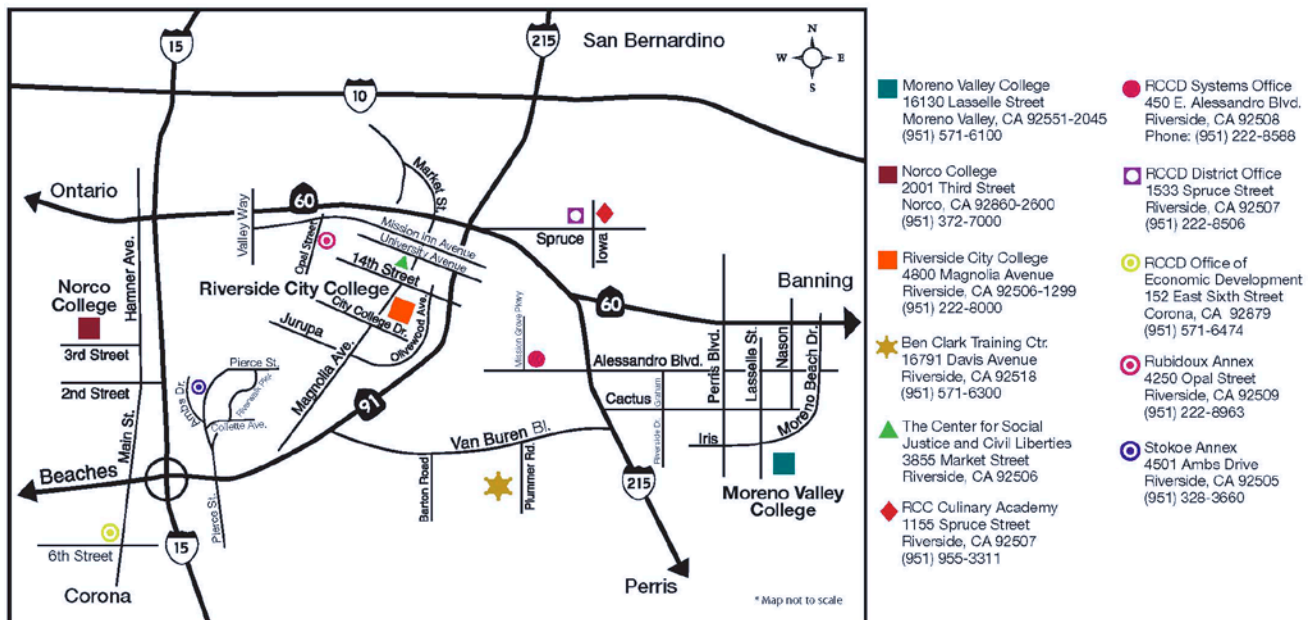 15
215
San Bernardino
N
W
E
S
10
Market St.
Ontario
60
Valley Way
Hamner Ave.
Opal Street
Mission Inn Avenue
University Avenue
14th Street
Spruce
Iowa
Norco
College
Riverside City College
City College Dr.
Olivewood Ave.
Jurupa
Magnolia Ave.
Mission Grove Pkwy
60
Banning
3rd Street
2nd Street
Pierce St.
Ambs Dr.
Riverwalk Pkwy
Collette Ave.
Main St.
Alessandro Blvd.
Perris Blvd.
Lasselle St.
Nason
Moreno Beach Dr.
Cactus
Graham
Riverside Dr.
Iris
91
Van Buren Bl.
Barton Road
Plummer Rd.
Beaches
Pierce St.
215
Moreno Valley
College
6th Street
15
Corona
Perris
* Map not to scale
Moreno Valley College
16130 Lasselle Street
Moreno Valley, CA 92551-2045
(951) 571-6100
Norco College
2001 Third Street
Norco, CA 92860-2600
(951) 372-7000
Riverside City College
4800 Magnolia Avenue
Riverside, CA 92506-1299
(951) 222-8000
Ben Clark Training Ctr.
16791 Davis Avenue
Riverside, CA 92518
(951) 571-6300
The Center for Social
Justice and Civil Liberties
3855 Market Street
Riverside, CA 92506
RCC Culinary Academy
1155 Spruce Street
Riverside, CA 92507
(951) 955-3311
RCCD Systems Office
450 E. Alessandro Blvd.
Riverside, CA 92508
Phone: (951) 222-8588
RCCD District Office
1533 Spruce Street
Riverside, CA 92507
(951) 222-8506
RCCD Office of
Economic Development
152 East Sixth Street
Corona, CA 92879
(951) 571-6474
Rubidoux Annex
4250 Opal Street
Riverside, CA 92509
(951) 222-8963
Stokoe Annex
4501 Ambs Drive
Riverside, CA 92505
(951) 328-3660